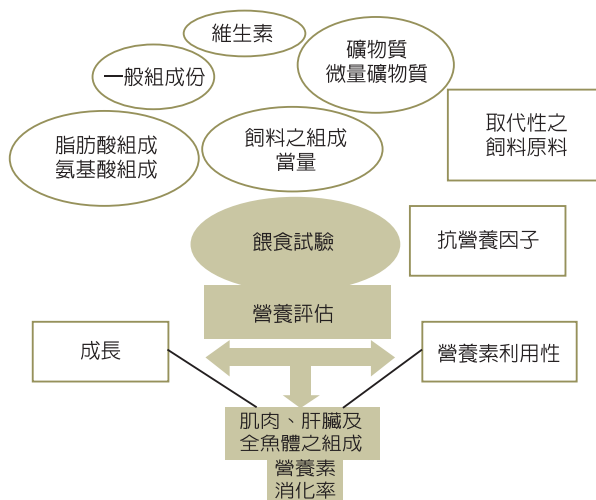 維生素
礦物質
微量礦物質
一般組成份
取代性之
飼料原料
脂肪酸組成
氨基酸組成
飼料之組成
當量
餵食試驗
抗營養因子
營養評估
成長
營養素利用性
肌肉、肝臟及
全魚體之組成
營養素
消化率